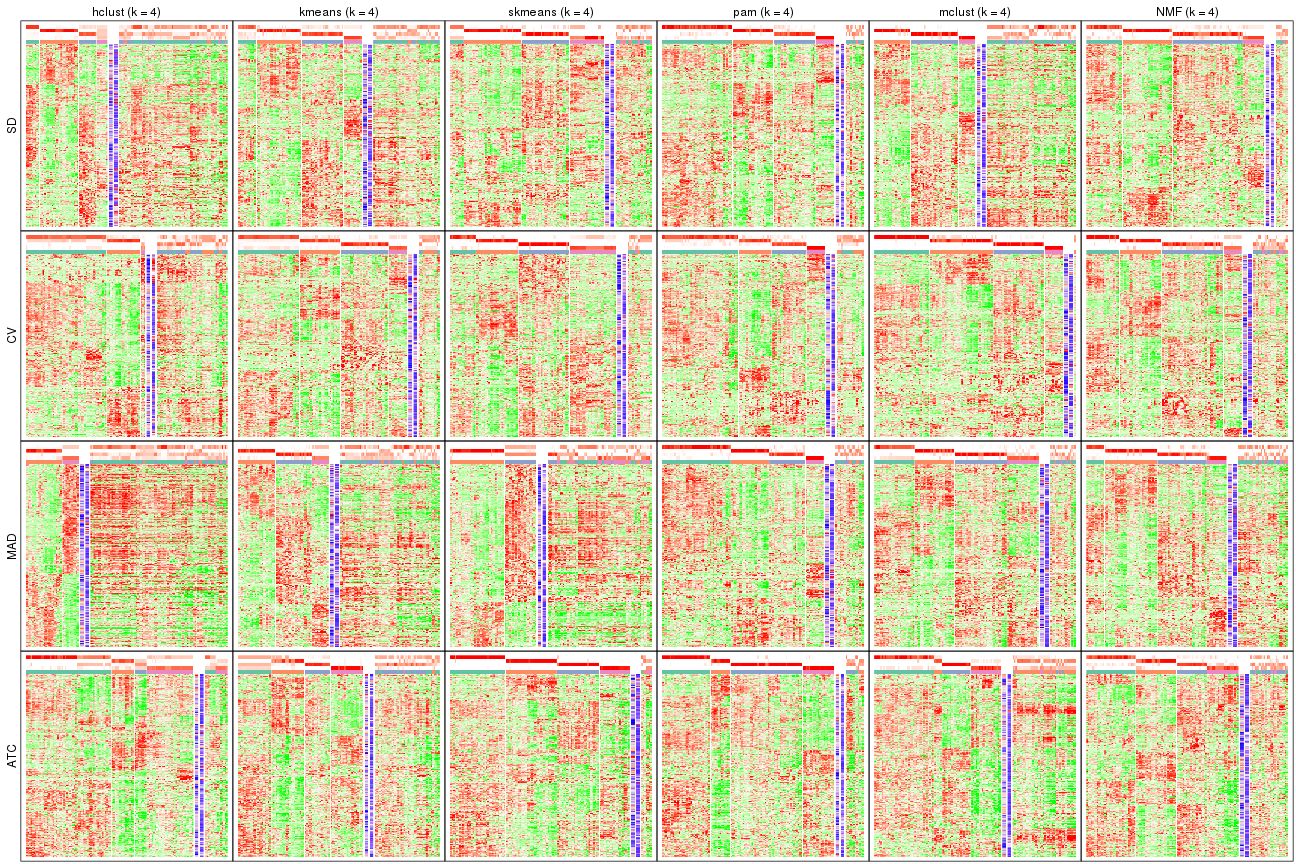 hclust (k = 4) kmeans (k = 4) skmeans (k = 4) pam (k = 4) mclust (k = 4) NMF (k = 4)
SD
CV
MAD
ATC